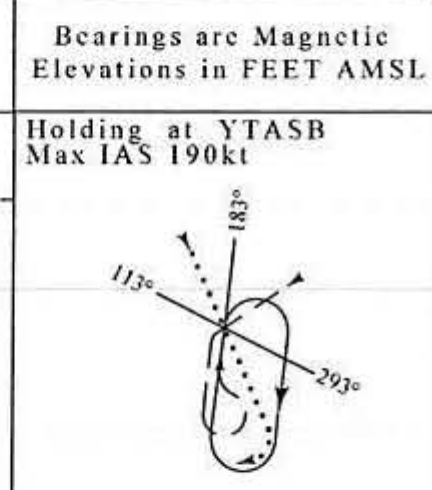 Bearings are Magnetic
Elevations in FEET AMSL
Holding at YTASB
Max IAS 190kt
183°
113°
293°